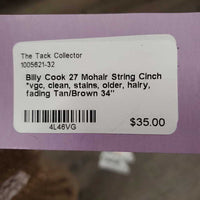 The Tack Collector
1005621-32
Billy Cook 27 Mohair String Cinch
*vgc, clean, stains, older, hairy,
fading Tan/Brown 34"
4L46VG
$35.00